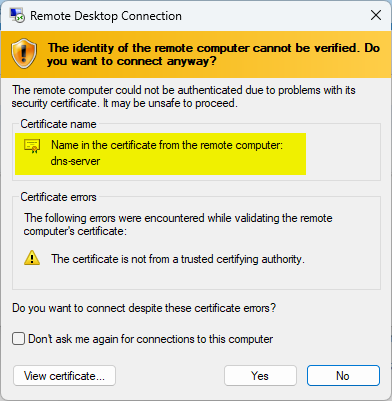 Remote Desktop Connection
The identity of the remote computer cannot be verified. Do
you want to connect anyway?
The remote computer could not be authenticated due to problems with its
security certificate. It may be unsafe to proceed.
Certificate name
Name in the certificate from the remote computer:
dns-server
Certificate errors
The following errors were encountered while validating the remote
computer's certificate:
The certificate is not from a trusted certifying authority.
Do you want to connect despite these certificate errors?
Don't ask me again for connections to this computer
View certificate...
Yes
No